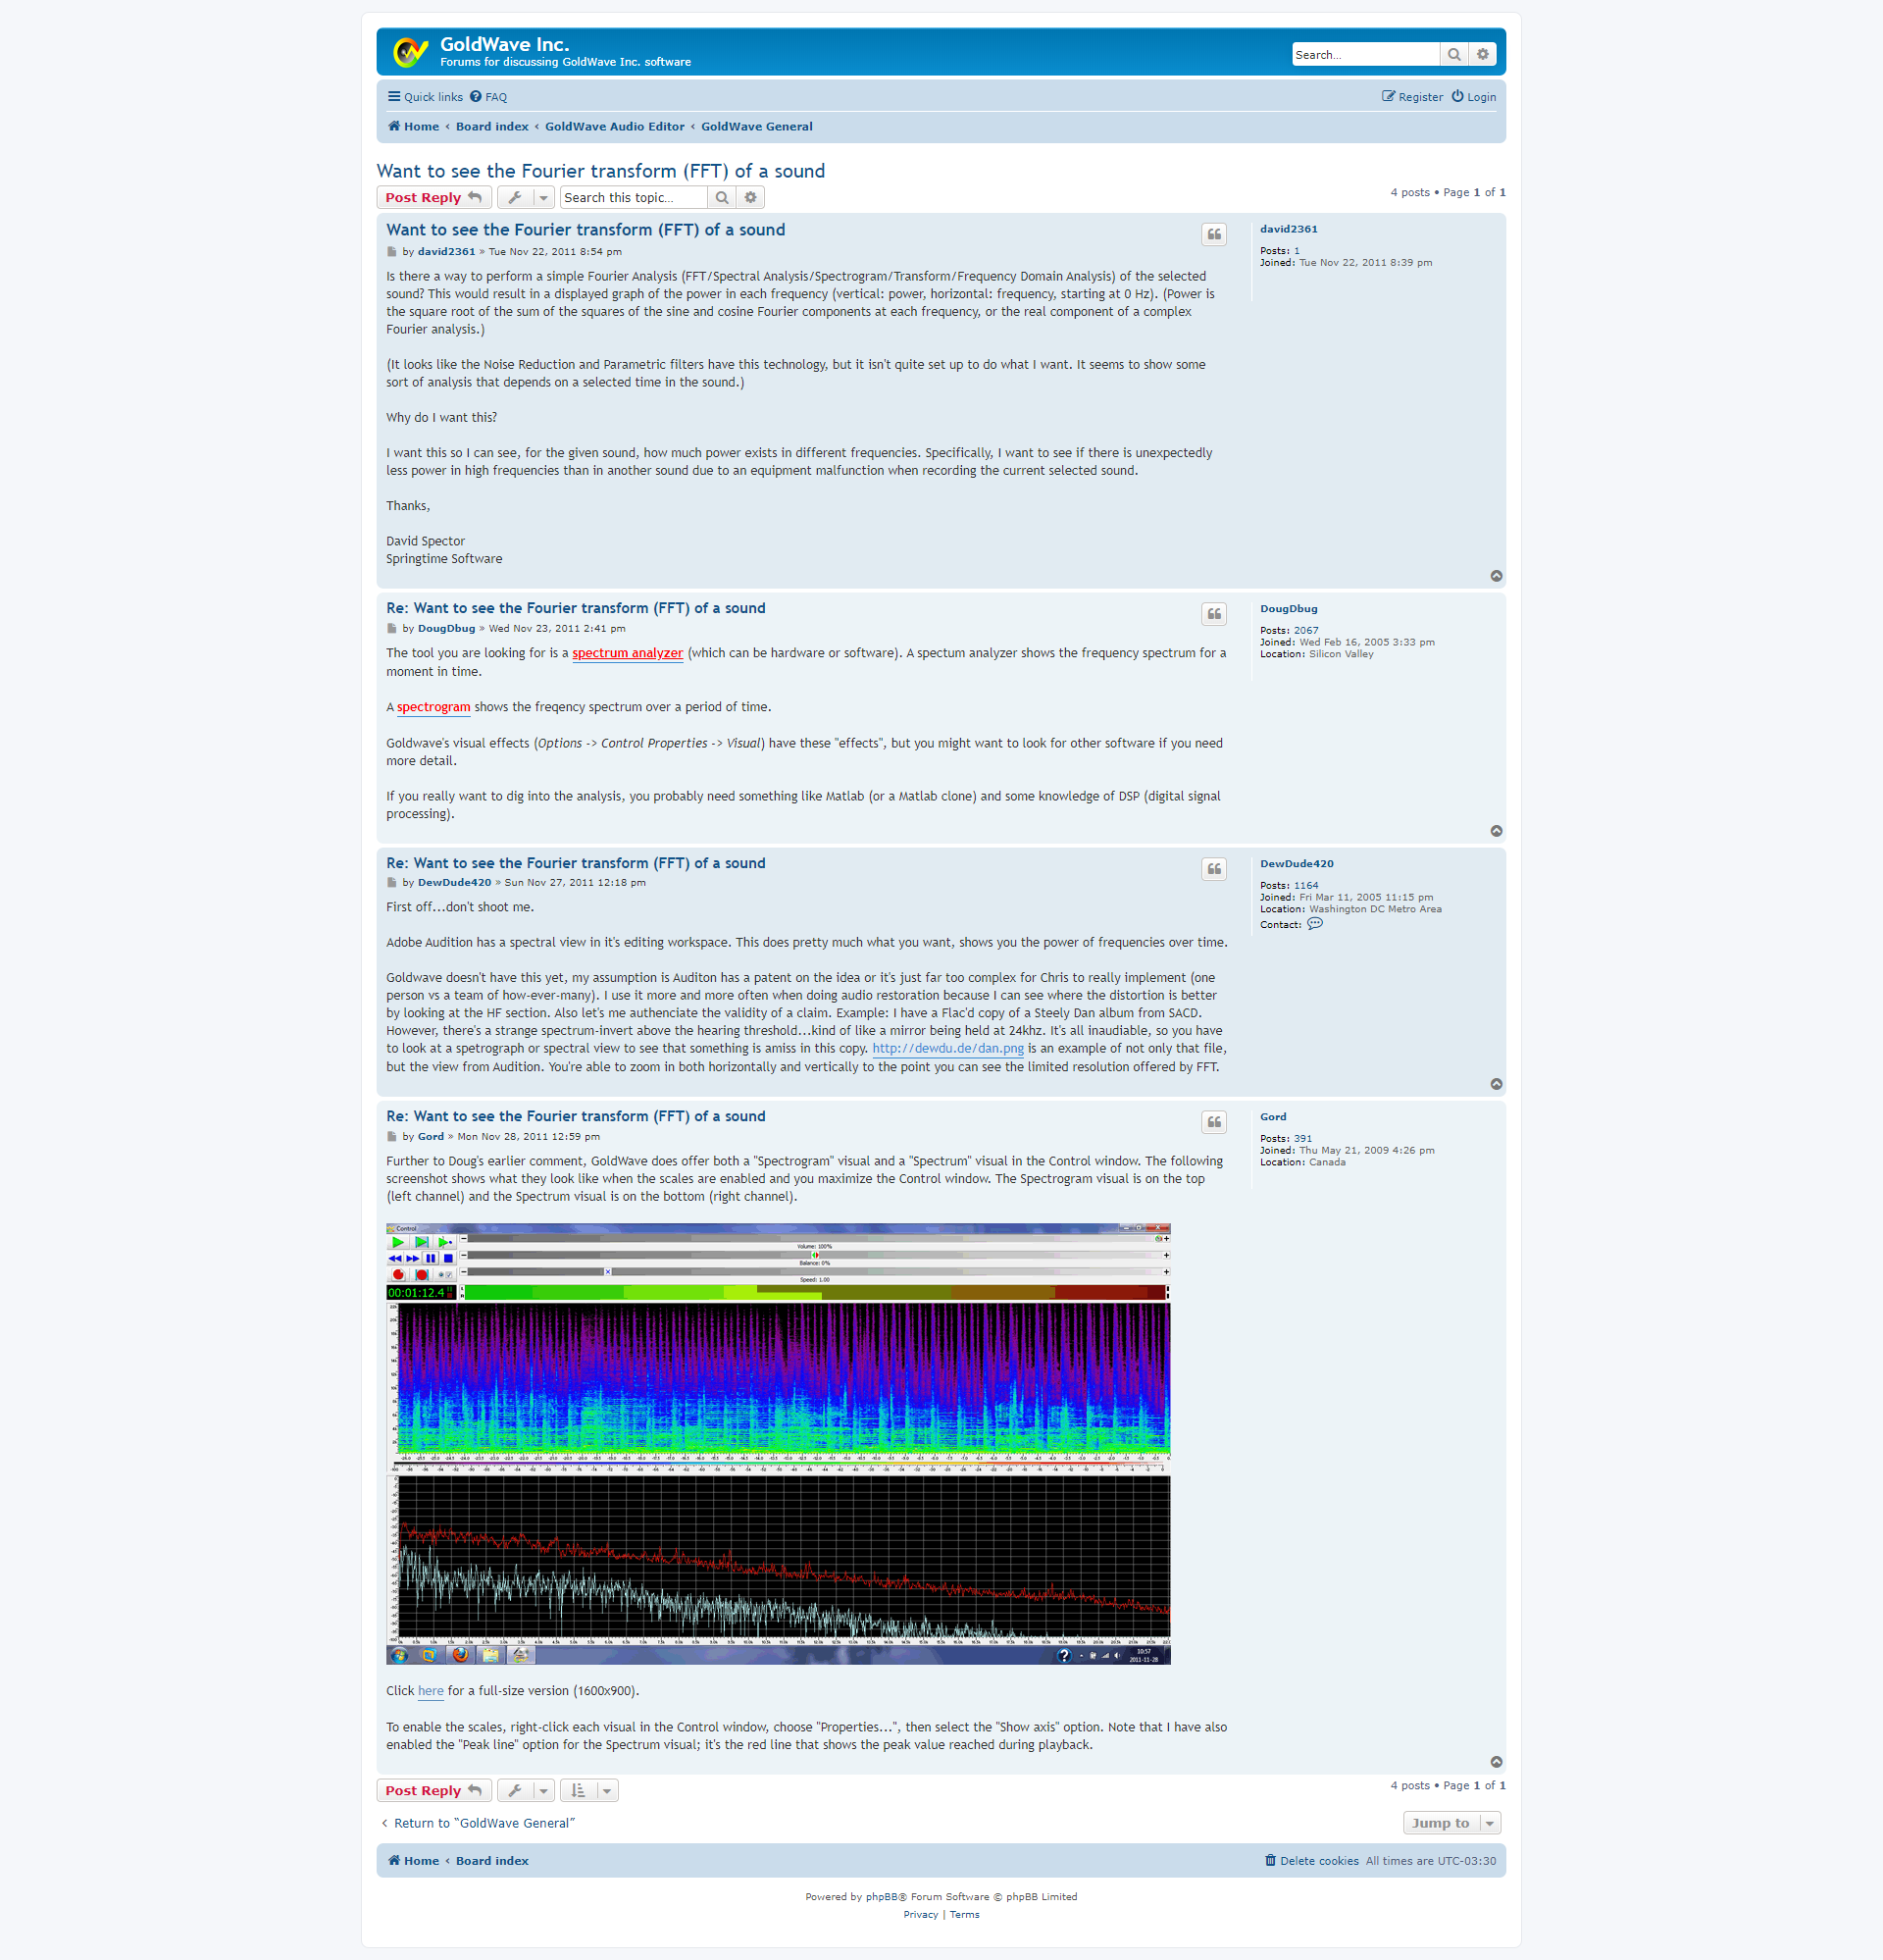 GoldWave Inc.
Forums for discussing GoldWave Inc. software
Search…
Quick links FAQ
Register Login
Home ‹ Board index ‹ GoldWave Audio Editor ‹ GoldWave General
Want to see the Fourier transform (FFT) of a sound
Post Reply
Search this topic…
4 posts • Page 1 of 1
Want to see the Fourier transform (FFT) of a sound
by david2361 » Tue Nov 22, 2011 8:54 pm
Is there a way to perform a simple Fourier Analysis (FFT/Spectral Analysis/Spectrogram/Transform/Frequency Domain Analysis) of the selected
sound? This would result in a displayed graph of the power in each frequency (vertical: power, horizontal: frequency, starting at 0 Hz). (Power is
the square root of the sum of the squares of the sine and cosine Fourier components at each frequency, or the real component of a complex
Fourier analysis.)
(It looks like the Noise Reduction and Parametric filters have this technology, but it isn't quite set up to do what I want. It seems to show some
sort of analysis that depends on a selected time in the sound.)
Why do I want this?
I want this so I can see, for the given sound, how much power exists in different frequencies. Specifically, I want to see if there is unexpectedly
less power in high frequencies than in another sound due to an equipment malfunction when recording the current selected sound.
Thanks,
David Spector
Springtime Software
david2361
Posts: 1
Joined: Tue Nov 22, 2011 8:39 pm
Re: Want to see the Fourier transform (FFT) of a sound
by DougDbug » Wed Nov 23, 2011 2:41 pm
The tool you are looking for is a spectrum analyzer (which can be hardware or software). A spectum analyzer shows the frequency spectrum for a
moment in time.
A spectrogram shows the freqency spectrum over a period of time.
Goldwave's visual effects (Options -> Control Properties -> Visual) have these "effects", but you might want to look for other software if you need
more detail.
If you really want to dig into the analysis, you probably need something like Matlab (or a Matlab clone) and some knowledge of DSP (digital signal
processing).
DougDbug
Posts: 2067
Joined: Wed Feb 16, 2005 3:33 pm
Location: Silicon Valley
Re: Want to see the Fourier transform (FFT) of a sound
by DewDude420 » Sun Nov 27, 2011 12:18 pm
First off...don't shoot me.
Adobe Audition has a spectral view in it's editing workspace. This does pretty much what you want, shows you the power of frequencies over time.
Goldwave doesn't have this yet, my assumption is Auditon has a patent on the idea or it's just far too complex for Chris to really implement (one
person vs a team of how-ever-many). I use it more and more often when doing audio restoration because I can see where the distortion is better
by looking at the HF section. Also let's me authenciate the validity of a claim. Example: I have a Flac'd copy of a Steely Dan album from SACD.
However, there's a strange spectrum-invert above the hearing threshold...kind of like a mirror being held at 24khz. It's all inaudiable, so you have
to look at a spetrograph or spectral view to see that something is amiss in this copy. http://dewdu.de/dan.png is an example of not only that file,
but the view from Audition. You're able to zoom in both horizontally and vertically to the point you can see the limited resolution offered by FFT.
DewDude420
Posts: 1164
Joined: Fri Mar 11, 2005 11:15 pm
Location: Washington DC Metro Area
Contact:
Re: Want to see the Fourier transform (FFT) of a sound
by Gord » Mon Nov 28, 2011 12:59 pm
Further to Doug's earlier comment, GoldWave does offer both a "Spectrogram" visual and a "Spectrum" visual in the Control window. The following
screenshot shows what they look like when the scales are enabled and you maximize the Control window. The Spectrogram visual is on the top
(left channel) and the Spectrum visual is on the bottom (right channel).
Gord
Posts: 391
Joined: Thu May 21, 2009 4:26 pm
Location: Canada
Control
Volume: 100%
Balance: 0%
Speed: 1.00
00:01:12.4
10:57
2011-11-28
Click here for a full-size version (1600x900).
To enable the scales, right-click each visual in the Control window, choose "Properties...", then select the "Show axis" option. Note that I have also
enabled the "Peak line" option for the Spectrum visual; it's the red line that shows the peak value reached during playback.
Post Reply
4 posts • Page 1 of 1
Return to “GoldWave General”
Jump to
Home ‹ Board index
Delete cookies All times are UTC-03:30
Powered by phpBB® Forum Software © phpBB Limited
Privacy | Terms